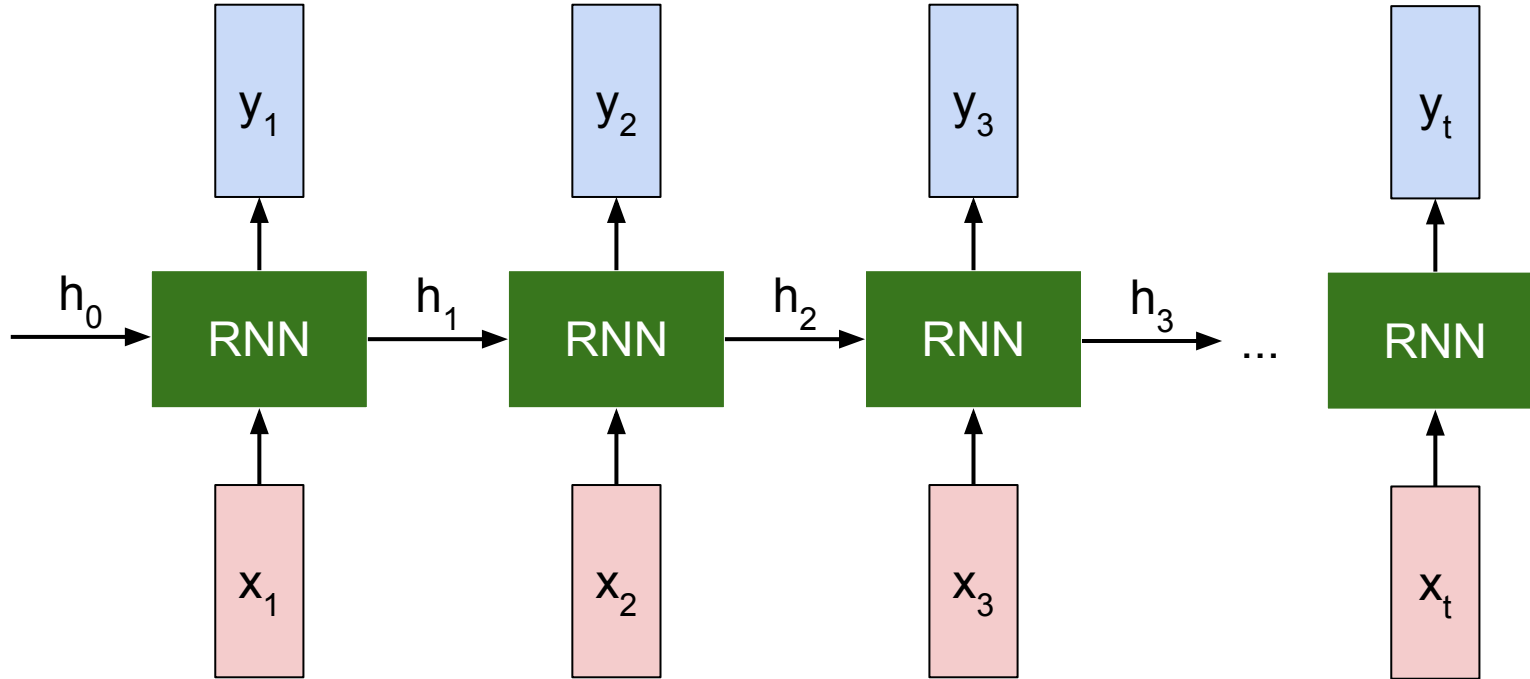 y₁ y₂ y₃ yₜ
h₀ h₁ h₂ h₃
RNN RNN RNN ... RNN
x₁ x₂ x₃ xₜ